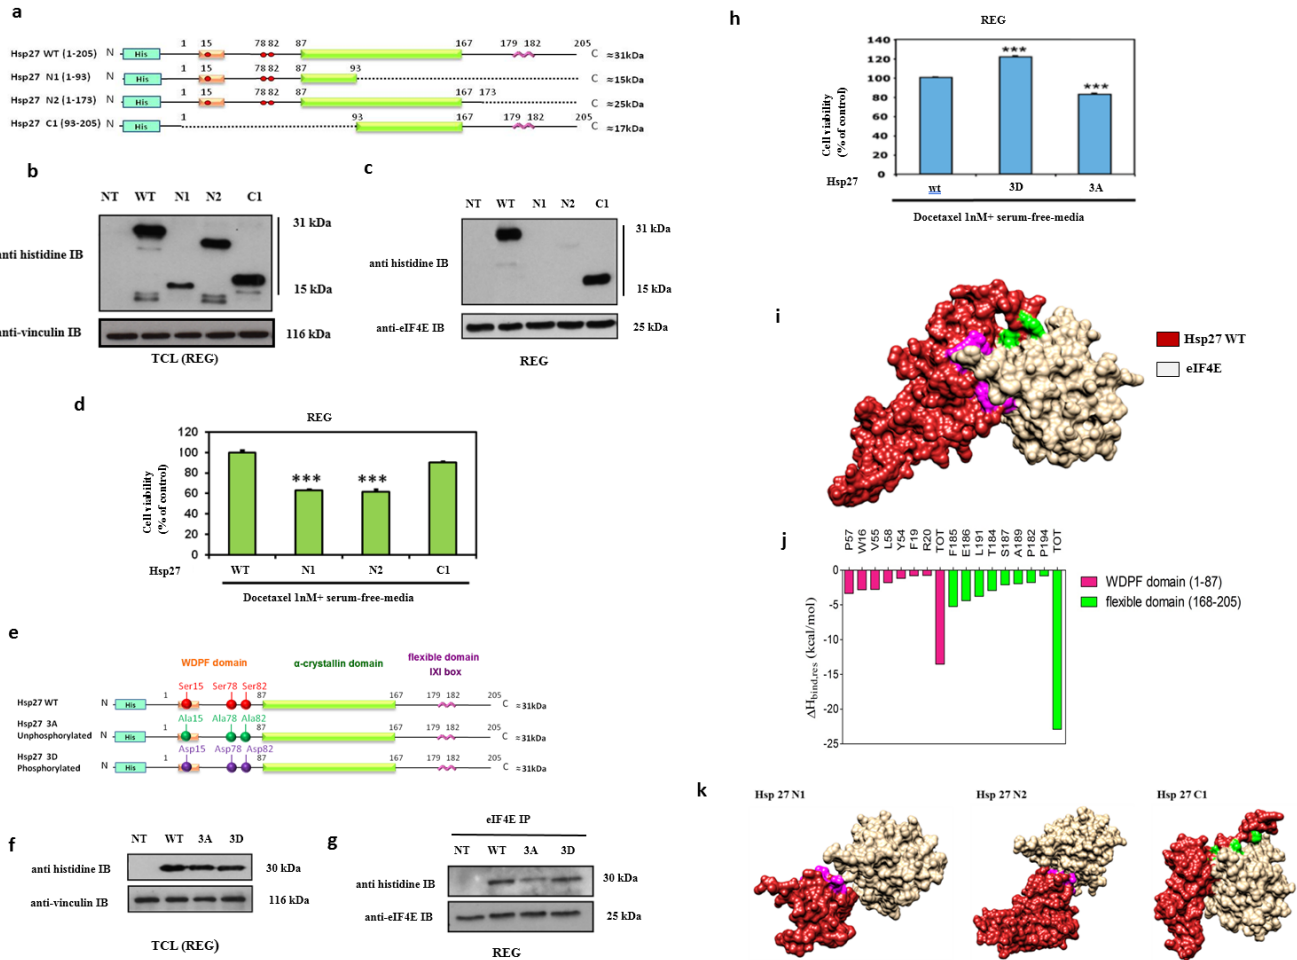 a
1 15 78 82 87 167 179 182 205
Hsp27 WT (1-205) N His C ≈31kDa
1 15 78 82 87 93
Hsp27 N1 (1-93) N His C ≈15kDa
1 15 78 82 87 167 173
Hsp27 N2 (1-173) N His C ≈25kDa
1 93 167 179 182 205
Hsp27 C1 (93-205) N His C ≈17kDa
b
NT WT N1 N2 C1
31 kDa
anti histidine IB
15 kDa
anti-vinculin IB 116 kDa
TCL (REG)
c
NT WT N1 N2 C1
31 kDa
anti histidine IB
15 kDa
anti-eIF4E IB 25 kDa
REG
d
REG
Cell viability
(% of control)
120
100
80
60
40
20
0
*** ***
Hsp27 WT N1 N2 C1
Docetaxel 1nM+ serum-free-media
e
WDPF domain α-crystallin domain flexible domain
IXI box
Ser15 Ser78 Ser82
1 87 167 179 182 205
Hsp27 WT N His C ≈31kDa
Ala15 Ala78 Ala82
1 87 167 179 182 205
Hsp27 3A
Unphosphorylated N His C ≈31kDa
Asp15 Asp78 Asp82
1 87 167 179 182 205
Hsp27 3D
Phosphorylated N His C ≈31kDa
f
NT WT 3A 3D
anti histidine IB 30 kDa
anti-vinculin IB 116 kDa
TCL (REG)
g
eIF4E IP
NT WT 3A 3D
anti histidine IB 30 kDa
anti-eIF4E IB 25 kDa
REG
h
REG
Cell viability
(% of control)
140
120
100
80
60
40
20
0
*** ***
Hsp27 wt 3D 3A
Docetaxel 1nM+ serum-free-media
i
Hsp27 WT
eIF4E
j
P57 W16 V55 L58 Y54 F19 R20 TOT F185 E186 L191 T184 S187 A189 P182 P194 TOT
ΔHbind,res (kcal/mol)
0
-5
-10
-15
-20
-25
WDPF domain (1-87)
flexible domain (168-205)
k
Hsp 27 N1 Hsp 27 N2 Hsp 27 C1